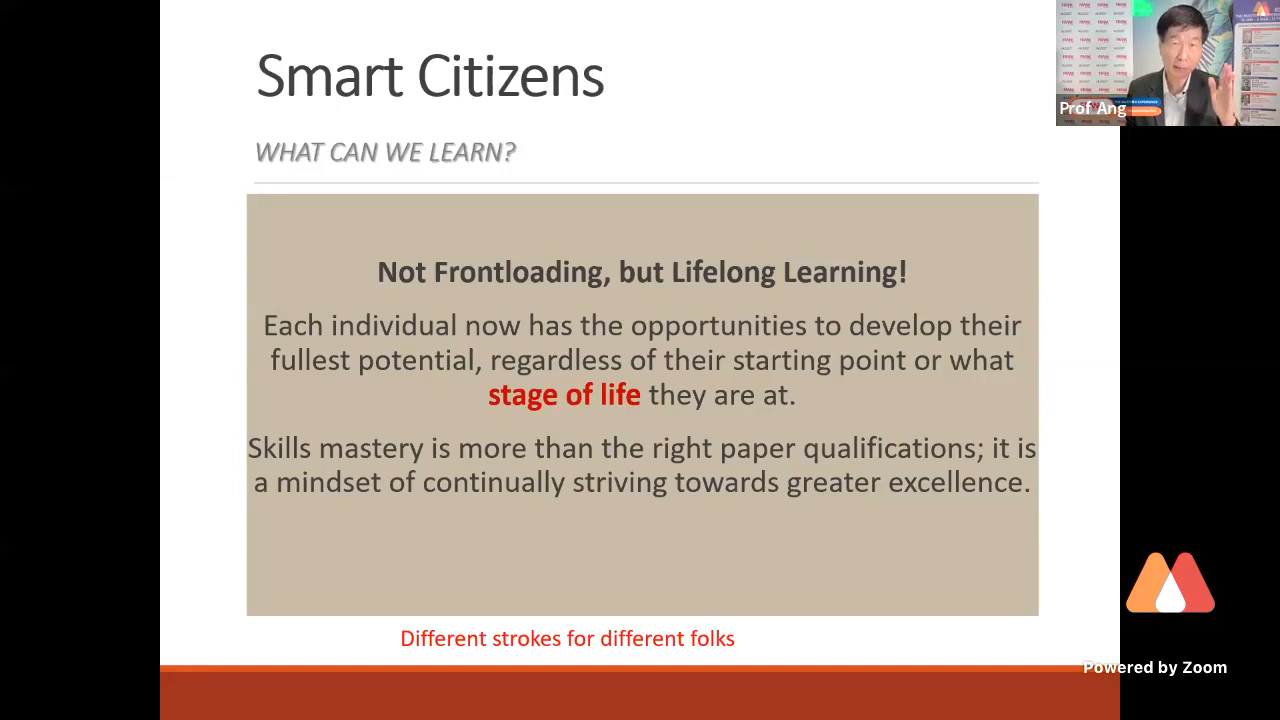 Smart Citizens
WHAT CAN WE LEARN?
Not Frontloading, but Lifelong Learning!
Each individual now has the opportunities to develop their
fullest potential, regardless of their starting point or what
stage of life they are at.
Skills mastery is more than the right paper qualifications; it is
a mindset of continually striving towards greater excellence.
Different strokes for different folks
Prof Ang
Powered by Zoom